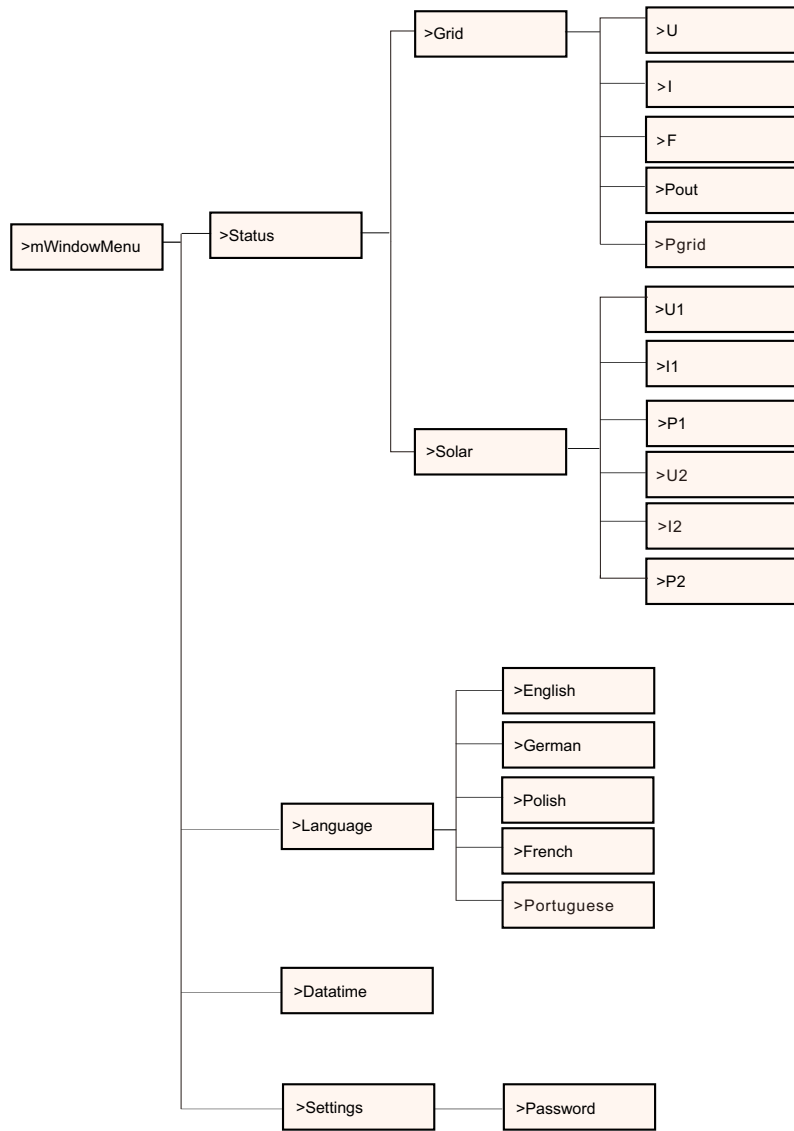 >mWindowMenu
>Status
>Grid
>U
>I
>F
>Pout
>Pgrid
>Solar
>U1
>I1
>P1
>U2
>I2
>P2
>Language
>English
>German
>Polish
>French
>Portuguese
>Datatime
>Settings
>Password